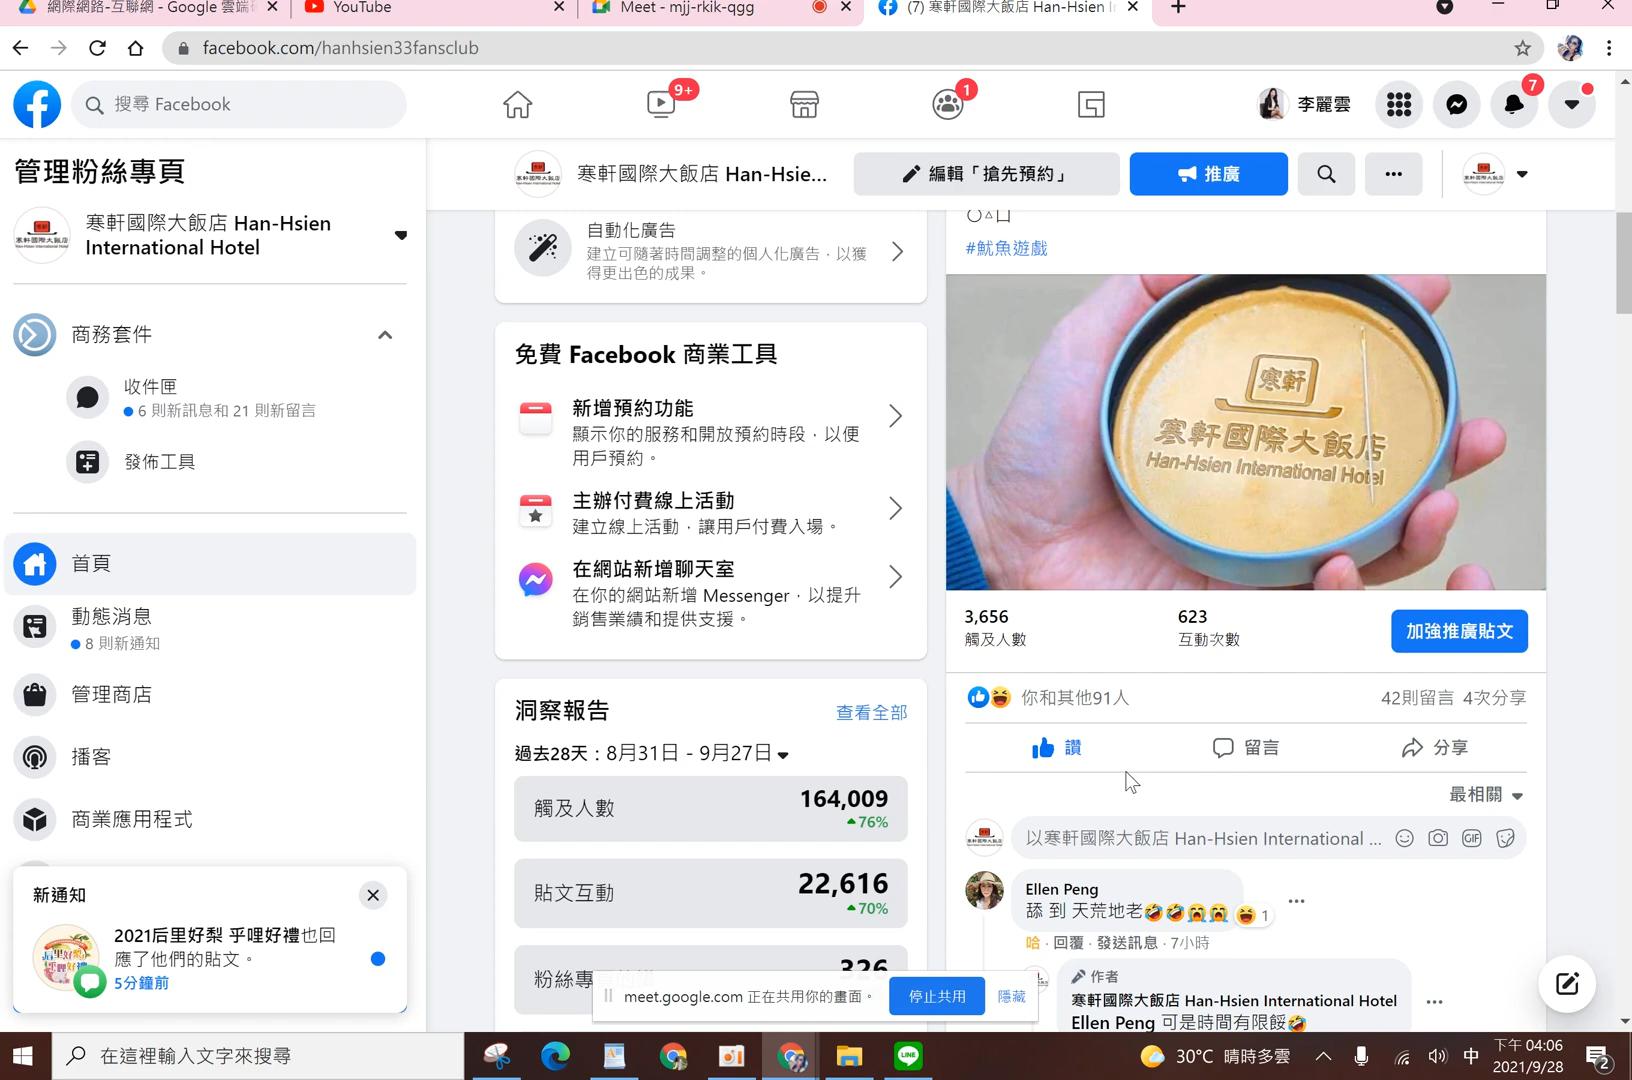 網際網路-互聯網 - Google 雲端
YouTube
Meet - mjj-rkik-qgg
(7) 寒軒國際大飯店 Han-Hsien
facebook.com/hanhsien33fansclub
搜尋 Facebook
9+
1
李麗雲
7
管理粉絲專頁
寒軒國際大飯店 Han-Hsien
International Hotel
商務套件
收件匣
6 則新訊息和 21 則新留言
發佈工具
首頁
動態消息
8 則新通知
管理商店
播客
商業應用程式
新通知
2021后里好梨 乎哩好禮也回
應了他們的貼文。
5分鐘前
寒軒國際大飯店 Han-Hsie...
編輯「搶先預約」
推廣
自動化廣告
建立可隨著時間調整的個人化廣告，以獲
得更出色的成果。
免費 Facebook 商業工具
新增預約功能
顯示你的服務和開放預約時段，以便
用戶預約。
主辦付費線上活動
建立線上活動，讓用戶付費入場。
在網站新增聊天室
在你的網站新增 Messenger，以提升
銷售業績和提供支援。
洞察報告
查看全部
過去28天：8月31日 - 9月27日
觸及人數
164,009
76%
貼文互動
22,616
70%
粉絲專
326
○△口
#魷魚遊戲
寒軒
寒軒國際大飯店
Han-Hsien International Hotel
3,656
觸及人數
623
互動次數
加強推廣貼文
你和其他91人
42則留言 4次分享
讚
留言
分享
最相關
以寒軒國際大飯店 Han-Hsien International ...
GIF
Ellen Peng
舔 到 天荒地老🤣🤣😭😭
1
哈 · 回覆 · 發送訊息 · 7小時
作者
寒軒國際大飯店 Han-Hsien International Hotel
Ellen Peng 可是時間有限餒🤣
meet.google.com 正在共用你的畫面。
停止共用
隱藏
在這裡輸入文字來搜尋
LINE
30°C 晴時多雲
中
下午 04:06
2021/9/28
2